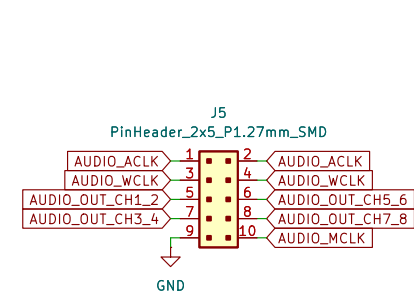 J5
PinHeader_2x5_P1.27mm_SMD
AUDIO_ACLK 1 2 AUDIO_ACLK
AUDIO_WCLK 3 4 AUDIO_WCLK
AUDIO_OUT_CH1_2 5 6 AUDIO_OUT_CH5_6
AUDIO_OUT_CH3_4 7 8 AUDIO_OUT_CH7_8
9 10 AUDIO_MCLK
GND